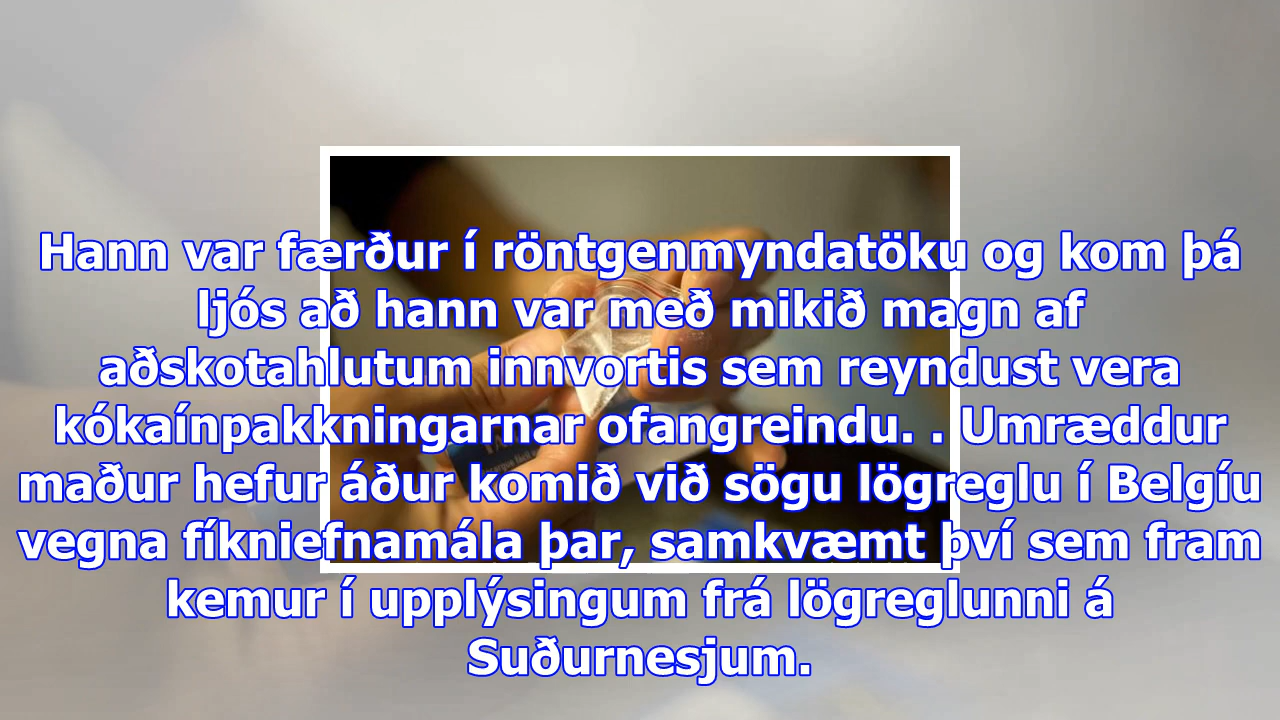 Hann var færður í röntgenmyndatöku og kom þá
ljós að hann var með mikið magn af
aðskotahlutum innvortis sem reyndust vera
kókaínpakkningarnar ofangreindu. . Umræddur
maður hefur áður komið við sögu lögreglu í Belgíu
vegna fíkniefnamála þar, samkvæmt því sem fram
kemur í upplýsingum frá lögreglunni á
Suðurnesjum.